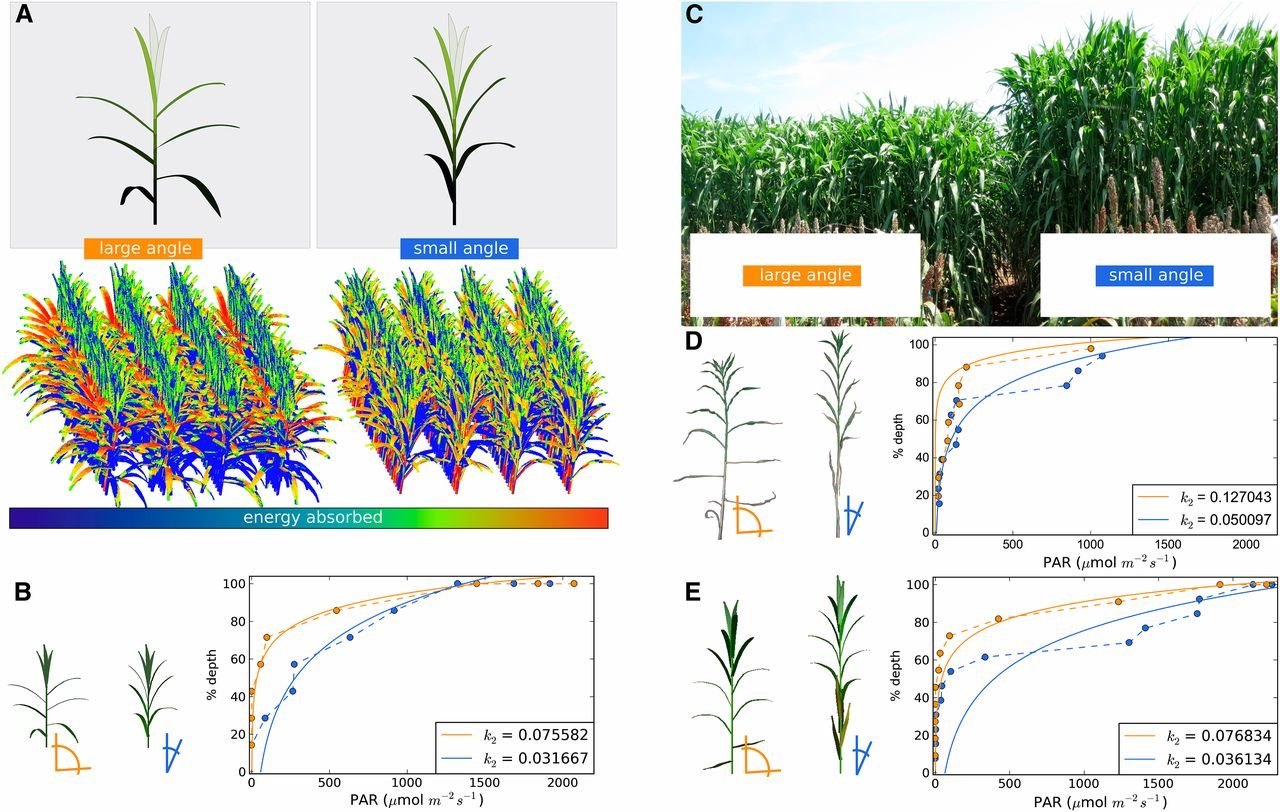 A
large angle
small angle
energy absorbed
B
100
80
60
40
20
0
% depth
k₂ = 0.075582
k₂ = 0.031667
0
500
1000
1500
2000
PAR (μmol m⁻²s⁻¹)
C
large angle
small angle
D
100
80
60
40
20
0
% depth
k₂ = 0.127043
k₂ = 0.050097
0
500
1000
1500
2000
PAR (μmol m⁻²s⁻¹)
E
100
80
60
40
20
0
% depth
k₂ = 0.076834
k₂ = 0.036134
0
500
1000
1500
2000
PAR (μmol m⁻²s⁻¹)